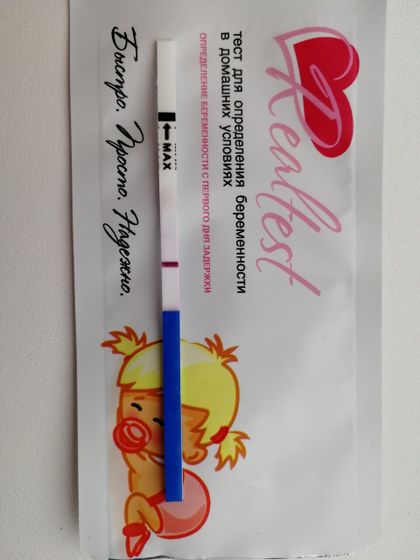 Realtest
тест для определения беременности
в домашних условиях
ОПРЕДЕЛЕНИЕ БЕРЕМЕННОСТИ С ПЕРВОГО ДНЯ ЗАДЕРЖКИ
MAX
Быстро. Просто. Надежно.